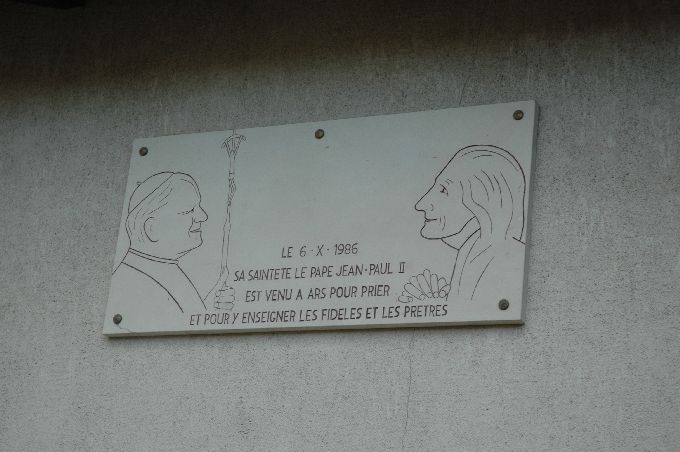 LE 6 · X · 1986
SA SAINTETE LE PAPE JEAN-PAUL II
EST VENU A ARS POUR PRIER
ET POUR Y ENSEIGNER LES FIDELES ET LES PRETRES